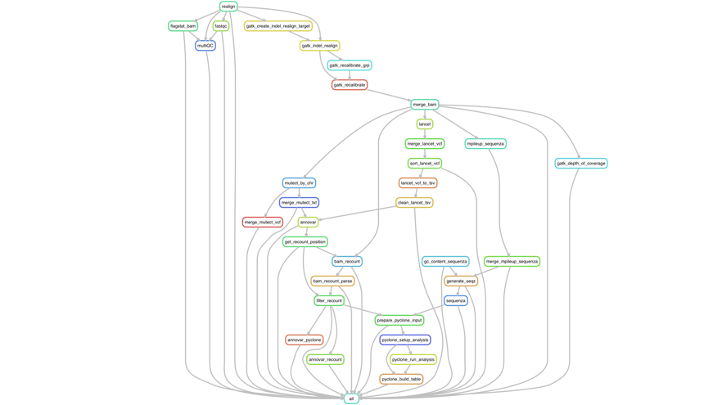 realign
flagstat_bam
fastqc
gatk_create_indel_realign_target
multiQC
gatk_indel_realign
gatk_recalibrate_grp
gatk_recalibrate
merge_bam
lancet
merge_lancet_vcf
mpileup_sequenza
sort_lancet_vcf
gatk_depth_of_coverage
mutect_by_chr
lancet_vcf_to_tsv
merge_mutect_txt
clean_lancet_tsv
merge_mutect_vcf
annovar
get_recount_position
bam_recount
gc_content_sequenza
merge_mpileup_sequenza
bam_recount_parse
generate_seqz
filter_recount
sequenza
prepare_pyclone_input
annovar_pyclone
pyclone_setup_analysis
annovar_recount
pyclone_run_analysis
pyclone_build_table
all